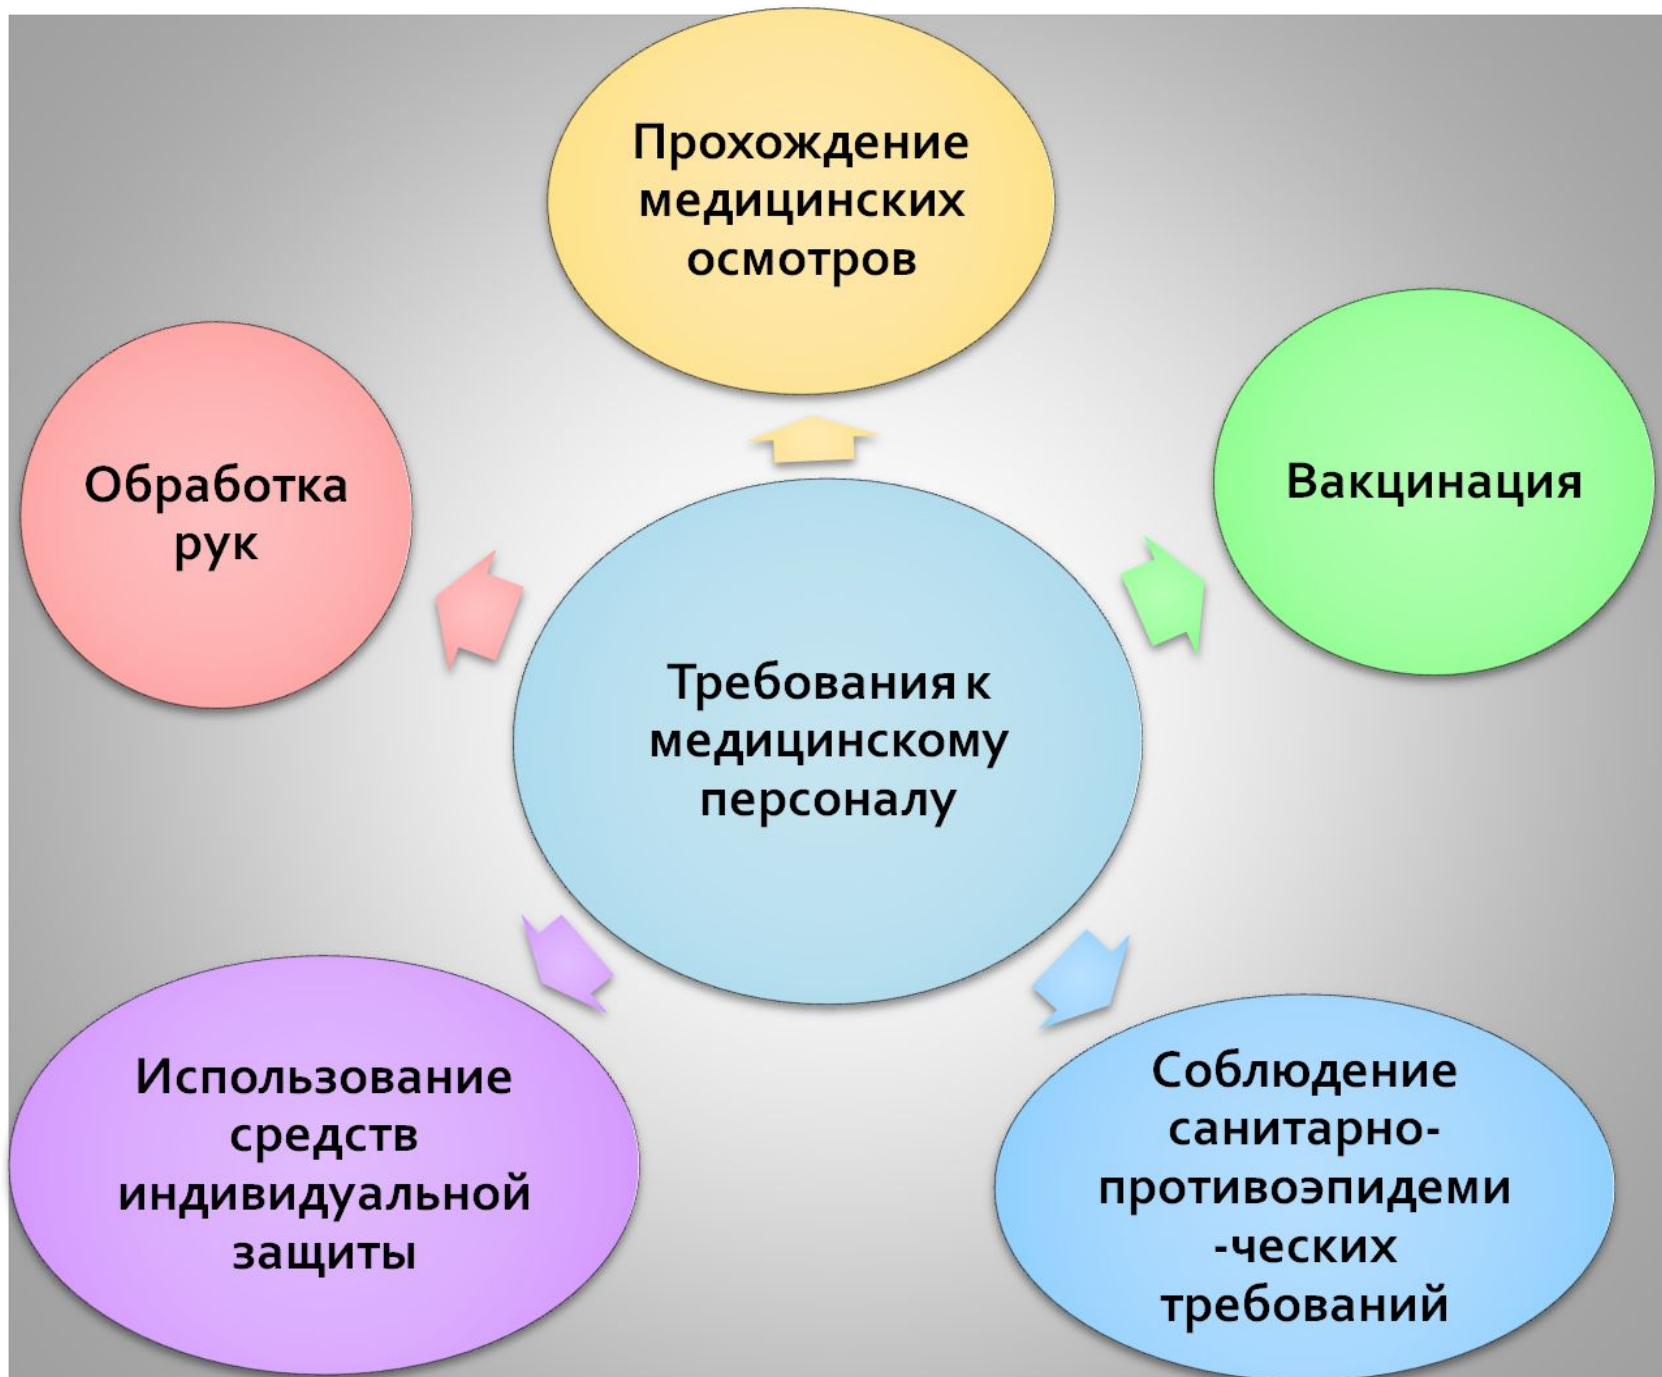 Прохождение
медицинских
осмотров
Обработка
рук
Вакцинация
Требования к
медицинскому
персоналу
Использование
средств
индивидуальной
защиты
Соблюдение
санитарно-
противоэпидеми
-ческих
требований